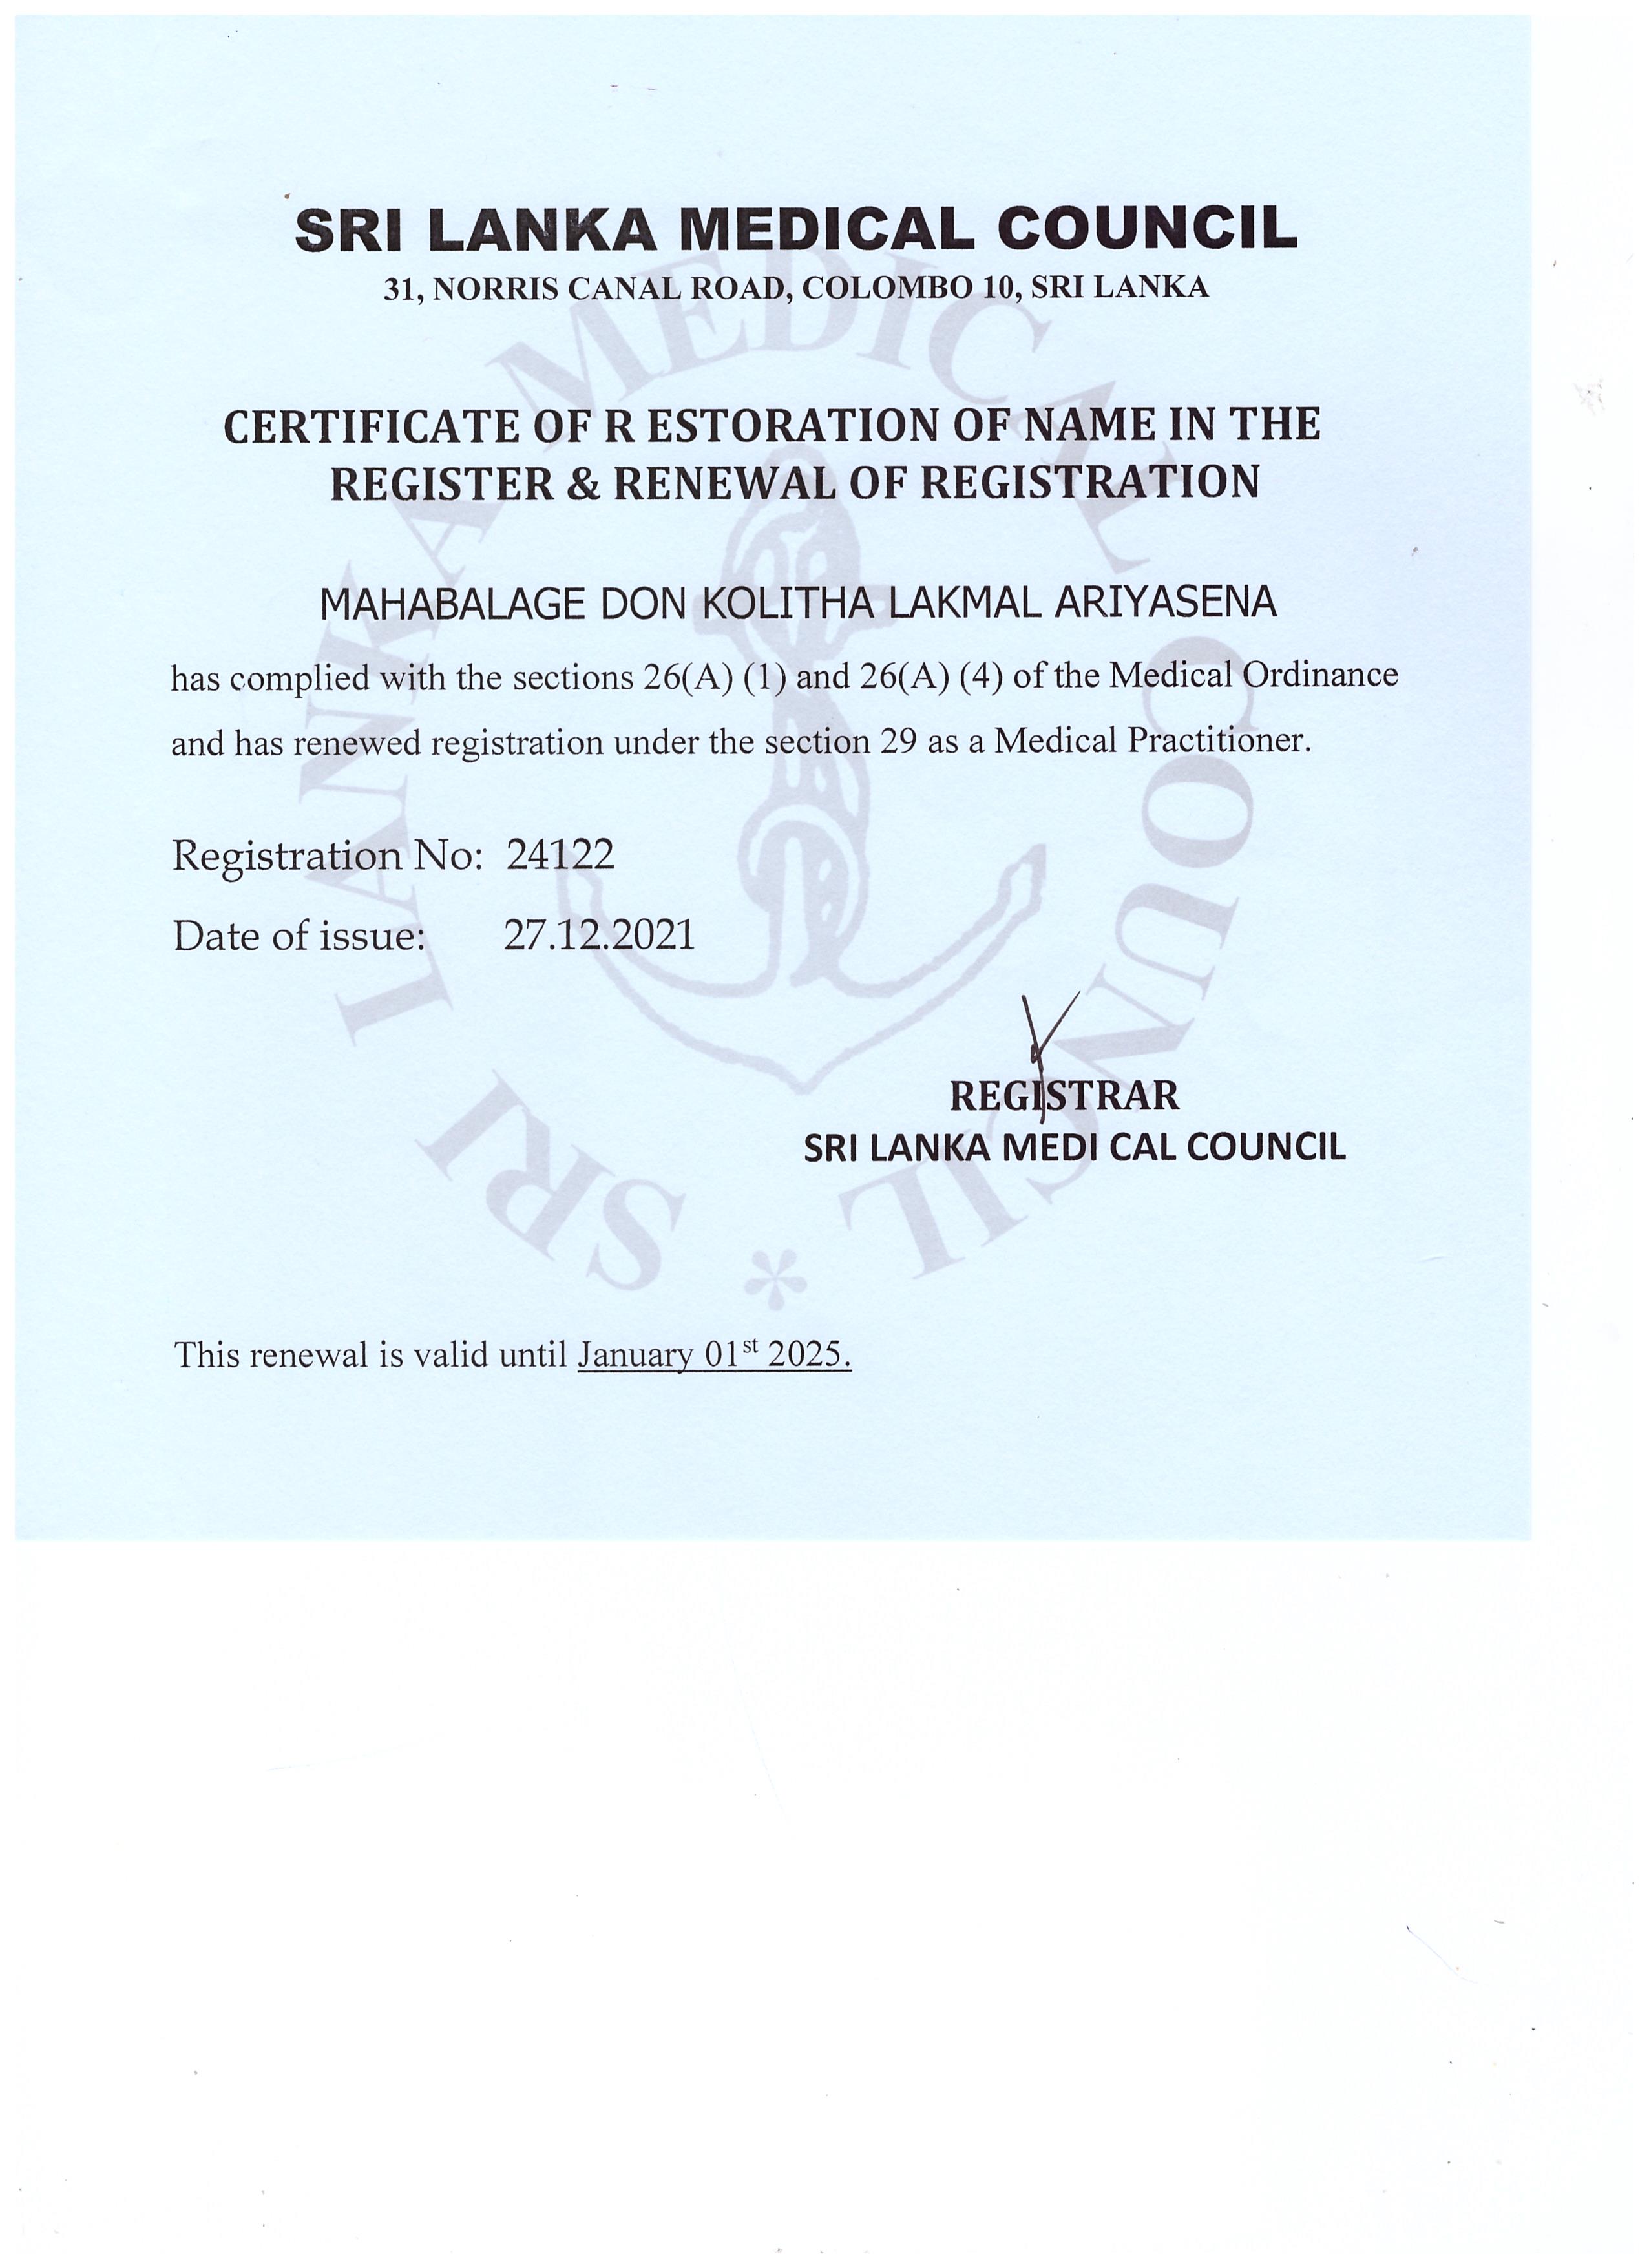 SRI LANKA MEDICAL COUNCIL
31, NORRIS CANAL ROAD, COLOMBO 10, SRI LANKA
CERTIFICATE OF R ESTORATION OF NAME IN THE
REGISTER & RENEWAL OF REGISTRATION
MAHABALAGE DON KOLITHA LAKMAL ARIYASENA
has complied with the sections 26(A) (1) and 26(A) (4) of the Medical Ordinance
and has renewed registration under the section 29 as a Medical Practitioner.
Registration No: 24122
Date of issue: 27.12.2021
REGISTRAR
SRI LANKA MEDI CAL COUNCIL
This renewal is valid until January 01st 2025.
SRI LANKA MEDICAL COUNCIL *